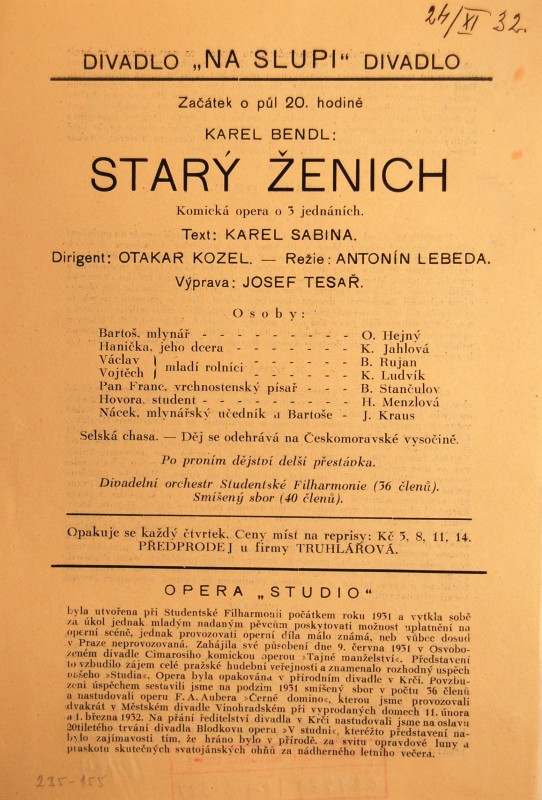 24/XI 32.
DIVADLO „NA SLUPI“ DIVADLO
Začátek o půl 20. hodině
KAREL BENDL:
STARÝ ŽENICH
Komická opera o 3 jednáních.
Text: KAREL SABINA.
Dirigent: OTAKAR KOZEL. — Režie: ANTONÍN LEBEDA.
Výprava: JOSEF TESAŘ.
Osoby:
Bartoš, mlynář - - - - - - - - - O. Hejný
Hanička, jeho dcera - - - - - - - - K. Jahlová
Václav } mladí rolníci - - - - - - B. Rujan
Vojtěch } - - - - - - K. Ludvík
Pan Franc, vrchnostenský písař - - - B. Stančulov
Hovora, student - - - - - - - - H. Menzlová
Nácek, mlynářský učedník u Bartoše - J. Kraus
Selská chasa. — Děj se odehrává na Českomoravské vysočině.
Po prvním dějství delší přestávka.
Divadelní orchestr Studentské Filharmonie (36 členů).
Smíšený sbor (40 členů).
Opakuje se každý čtvrtek. Ceny míst na reprisy: Kč 5, 8, 11, 14.
PŘEDPRODEJ u firmy TRUHLÁŘOVÁ.
OPERA „STUDIO“
byla utvořena při Studentské Filharmonii počátkem roku 1931 a vytkla sobě
za úkol jednak mladým nadaným pěvcům poskytovati možnost uplatnění na
operní scéně, jednak provozovati operní díla málo známá, neb vůbec dosud
v Praze neprovozovaná. Zahájila své působení dne 9. června 1931 v Osvobo-
zeném divadle Cimarosiho komickou operou »Tajné manželství«. Představení
to vzbudilo zájem celé pražské hudební veřejnosti a znamenalo rozhodný úspěch
našeho »Studia«. Opera byla opakována v přírodním divadle v Krči. Povzbu-
zeni úspěchem sestavili jsme na podzim 1931 smíšený sbor v počtu 36 členů
a nastudovali operu F. A. Aubera »Černé domino«, kterou jsme provozovali
dvakrát v Městském divadle Vinohradském při vyprodaných domech 11. února
a 1. března 1932. Na přání ředitelství divadla v Krči nastudovali jsme na oslavu
20tiletého trvání divadla Blodkovu operu »V studni«, kteréžto představení na-
bylo zajímavosti tím, že hráno bylo v přírodě, za svitu opravdové luny a
praskotu skutečných svatojánských ohňů za nádherného letního večera.
235-155